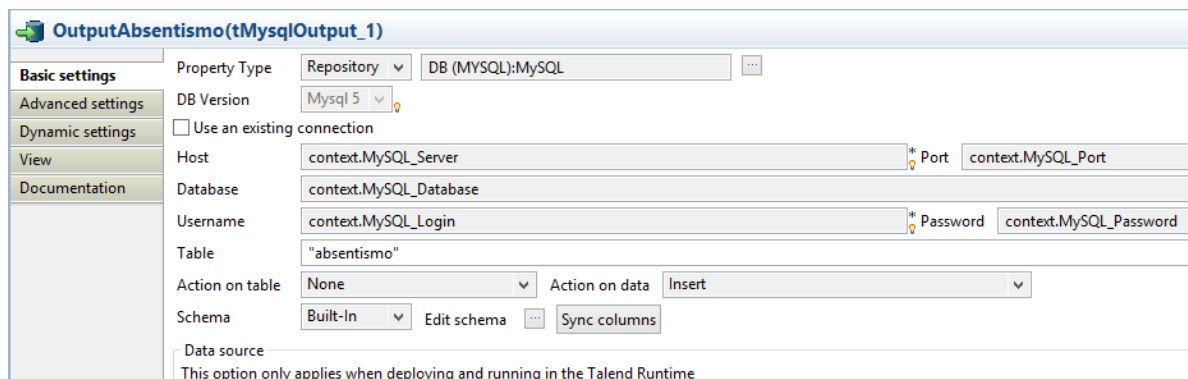 OutputAbsentismo(tMysqlOutput_1)
Basic settings
Advanced settings
Dynamic settings
View
Documentation
Property Type Repository DB (MYSQL):MySQL ...
DB Version Mysql 5
Use an existing connection
Host context.MySQL_Server * Port context.MySQL_Port
Database context.MySQL_Database
Username context.MySQL_Login * Password context.MySQL_Password
Table "absentismo"
Action on table None Action on data Insert
Schema Built-In Edit schema ... Sync columns
Data source
This option only applies when deploying and running in the Talend Runtime